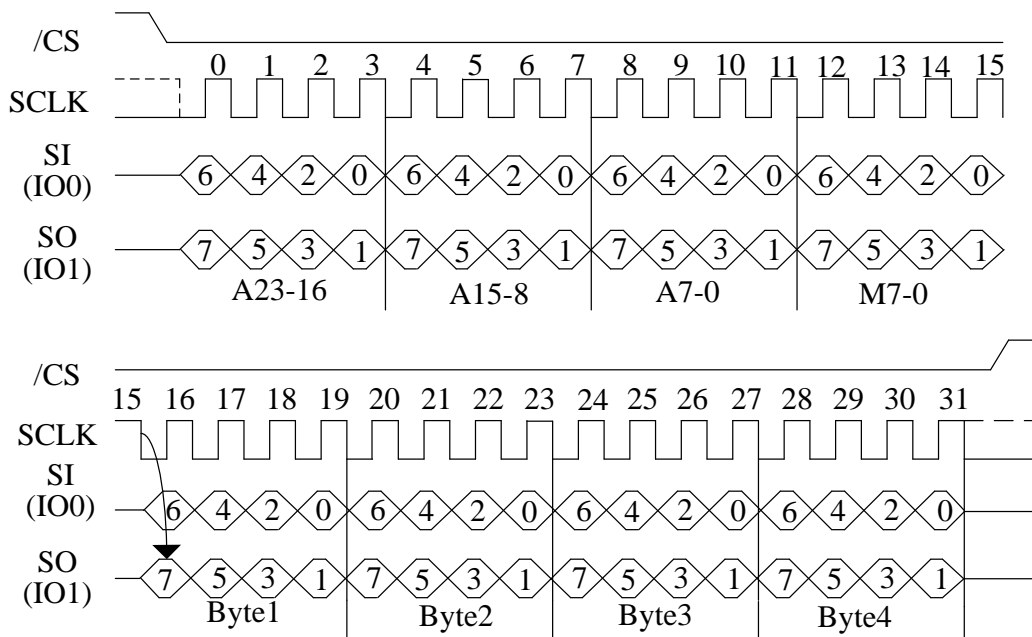 /CS
0 1 2 3 4 5 6 7 8 9 10 11 12 13 14 15
SCLK
SI
(IO0)
6 4 2 0 6 4 2 0 6 4 2 0 6 4 2 0
SO
(IO1)
7 5 3 1 7 5 3 1 7 5 3 1 7 5 3 1
A23-16 A15-8 A7-0 M7-0
/CS
15 16 17 18 19 20 21 22 23 24 25 26 27 28 29 30 31
SCLK
SI
(IO0)
6 4 2 0 6 4 2 0 6 4 2 0 6 4 2 0
SO
(IO1)
7 5 3 1 7 5 3 1 7 5 3 1 7 5 3 1
Byte1 Byte2 Byte3 Byte4